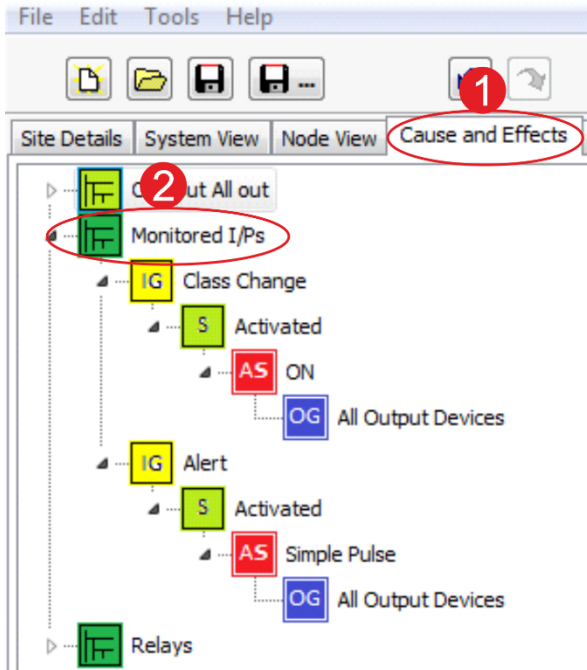 File Edit Tools Help
...
1
Site Details System View Node View Cause and Effects
2 ut All out
Monitored I/Ps
IG Class Change
S Activated
AS ON
OG All Output Devices
IG Alert
S Activated
AS Simple Pulse
OG All Output Devices
Relays